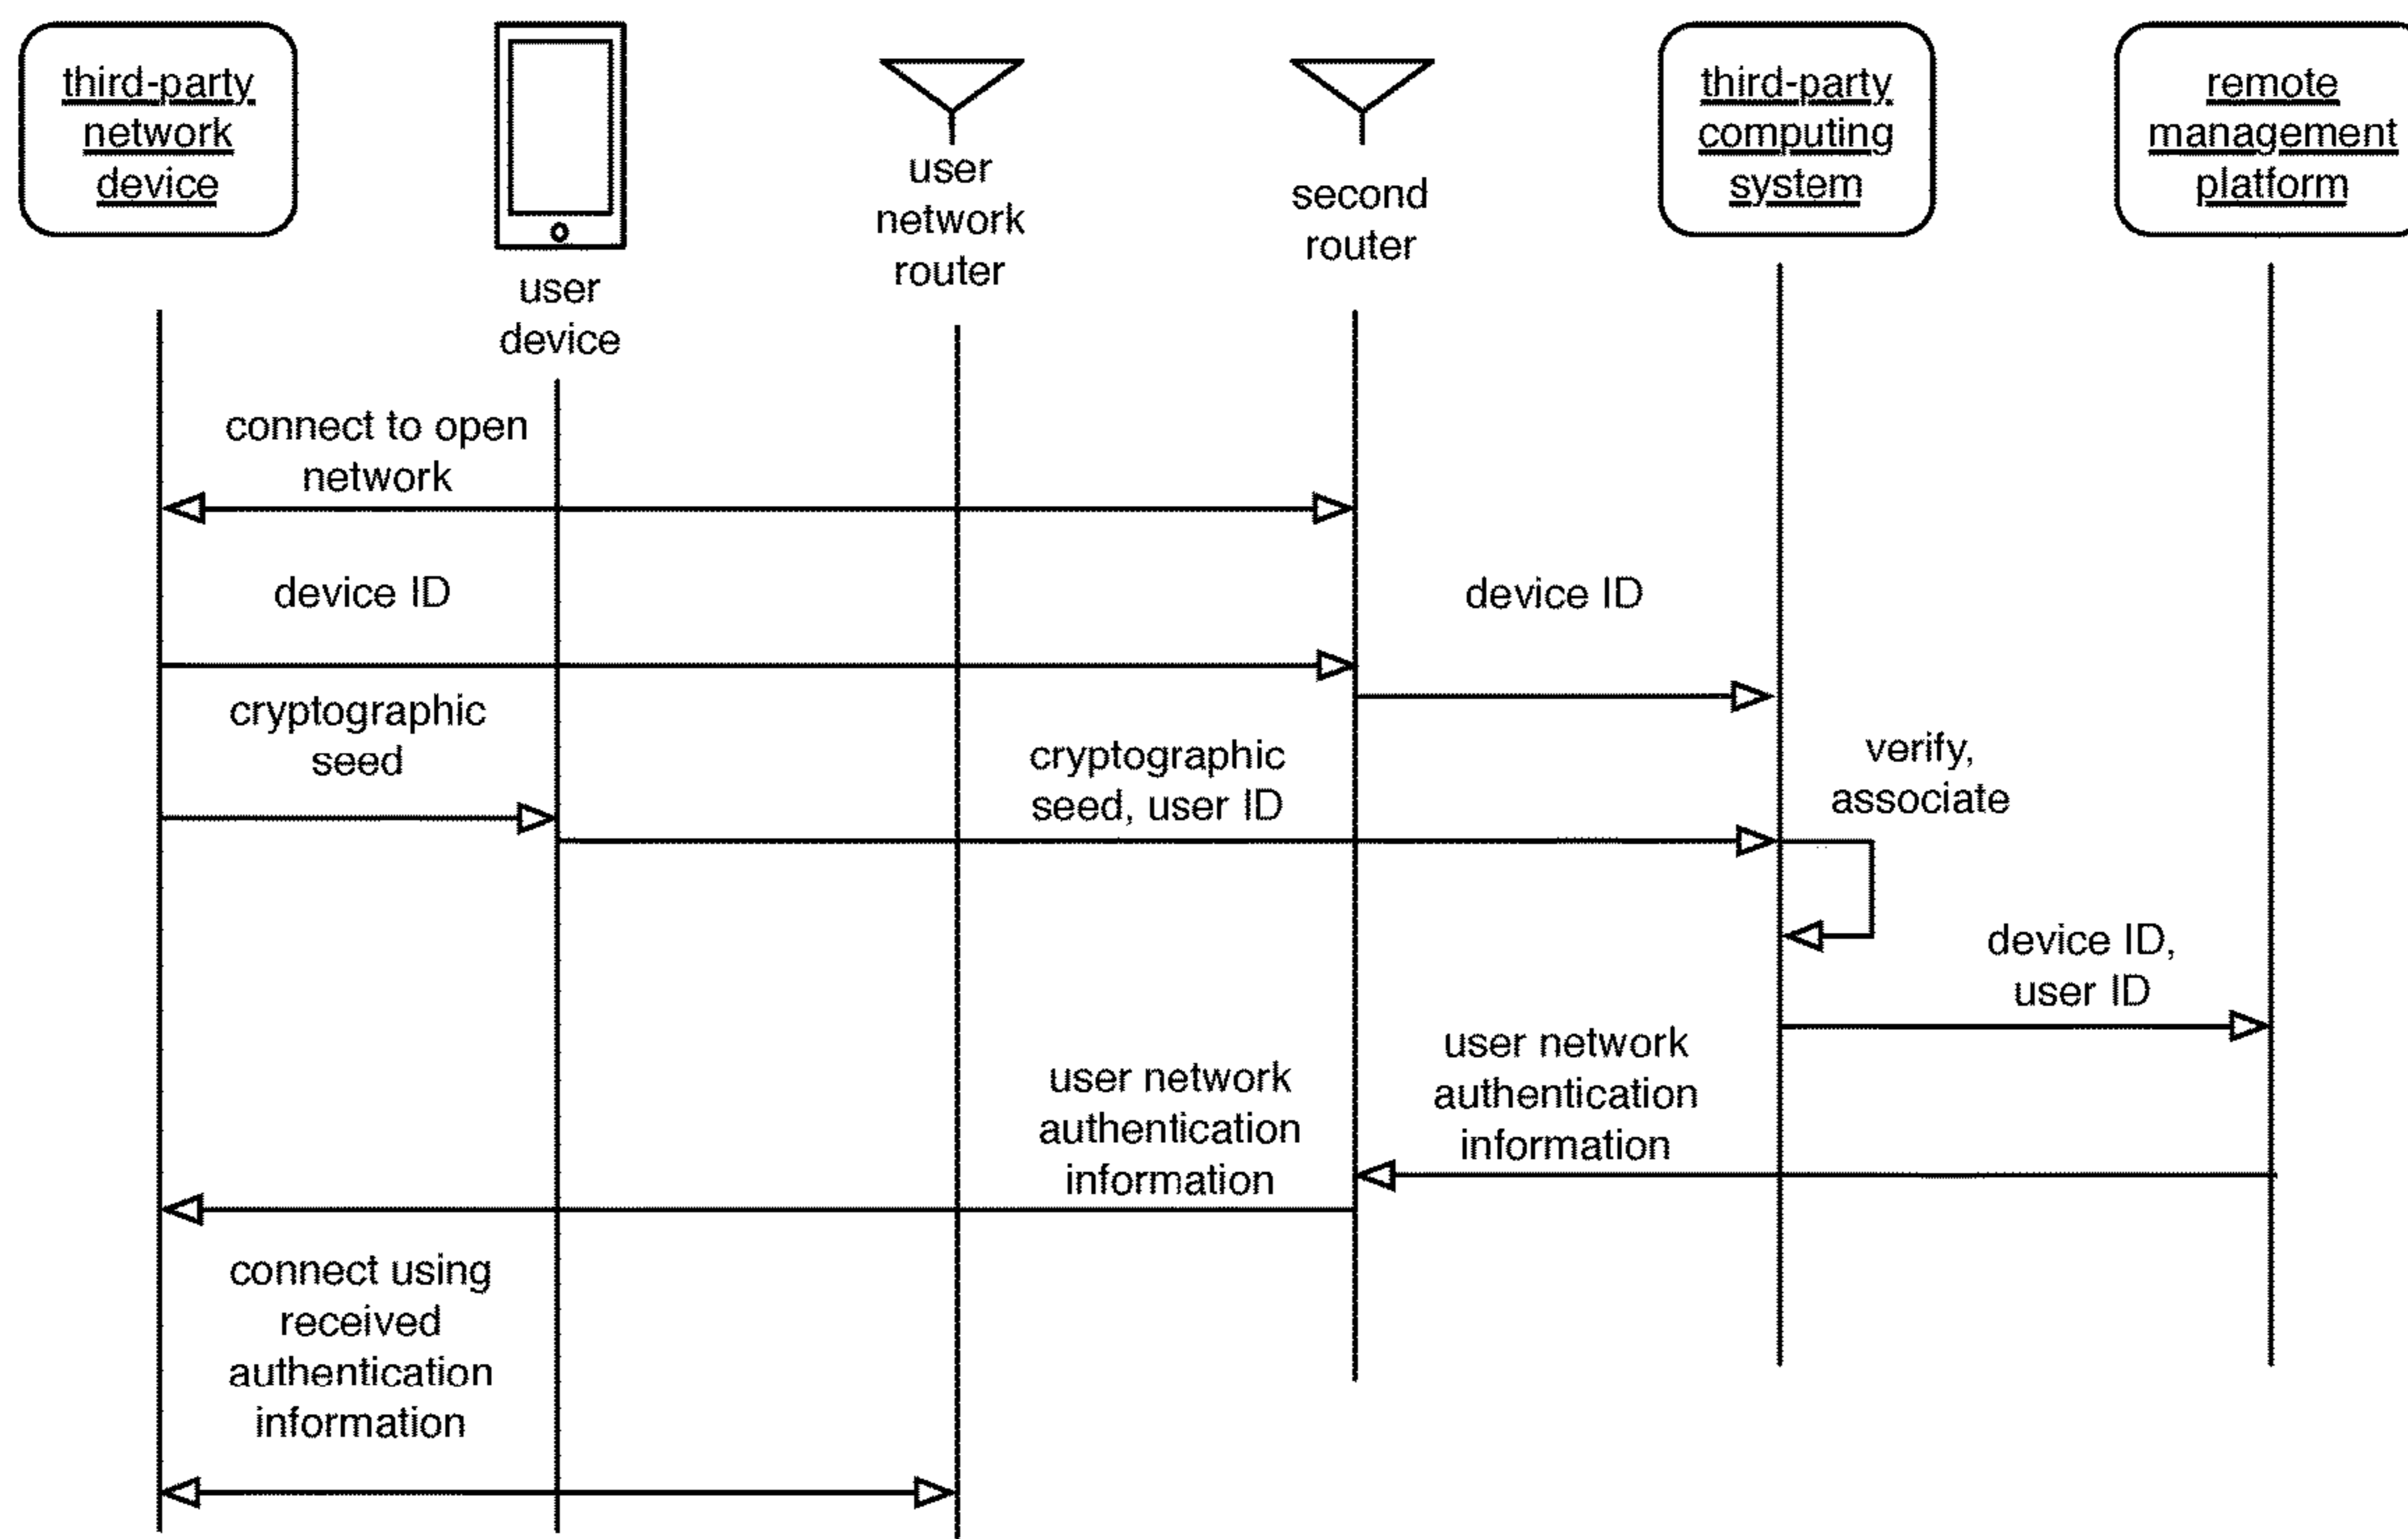 third-party
network
device
user
device
user
network
router
second
router
third-party
computing
system
remote
management
platform
connect to open
network
device ID
device ID
cryptographic
seed
cryptographic
seed, user ID
verify,
associate
device ID,
user ID
user network
authentication
information
user network
authentication
information
connect using
received
authentication
information